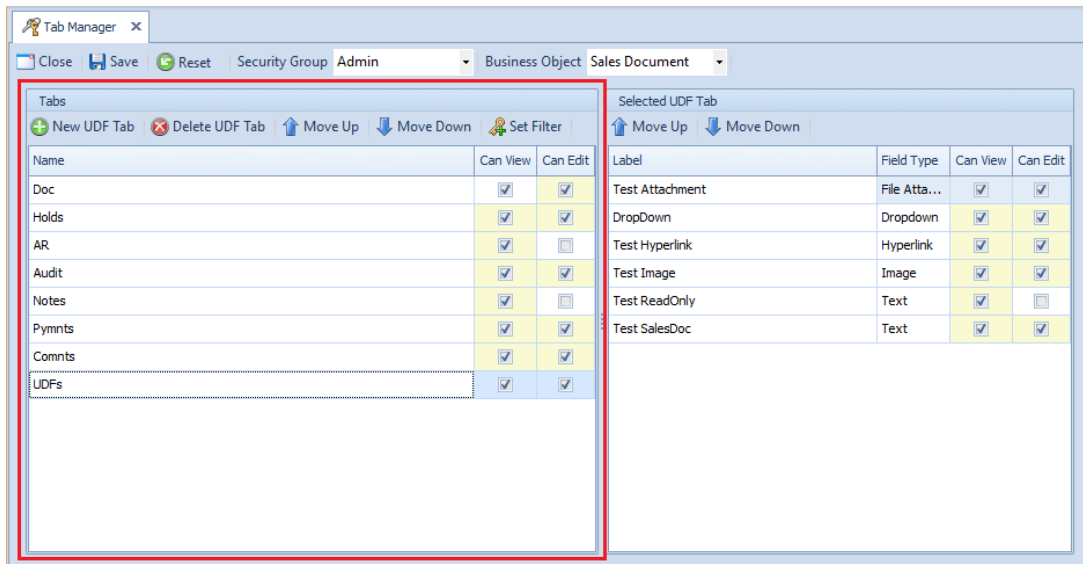 Tab Manager
Close Save Reset Security Group Admin Business Object Sales Document
Tabs
New UDF Tab Delete UDF Tab Move Up Move Down Set Filter
Name Can View Can Edit
Doc
Holds
AR
Audit
Notes
Pymnts
Comnts
UDFs
Selected UDF Tab
Move Up Move Down
Label Field Type Can View Can Edit
Test Attachment File Atta...
DropDown Dropdown
Test Hyperlink Hyperlink
Test Image Image
Test ReadOnly Text
Test SalesDoc Text